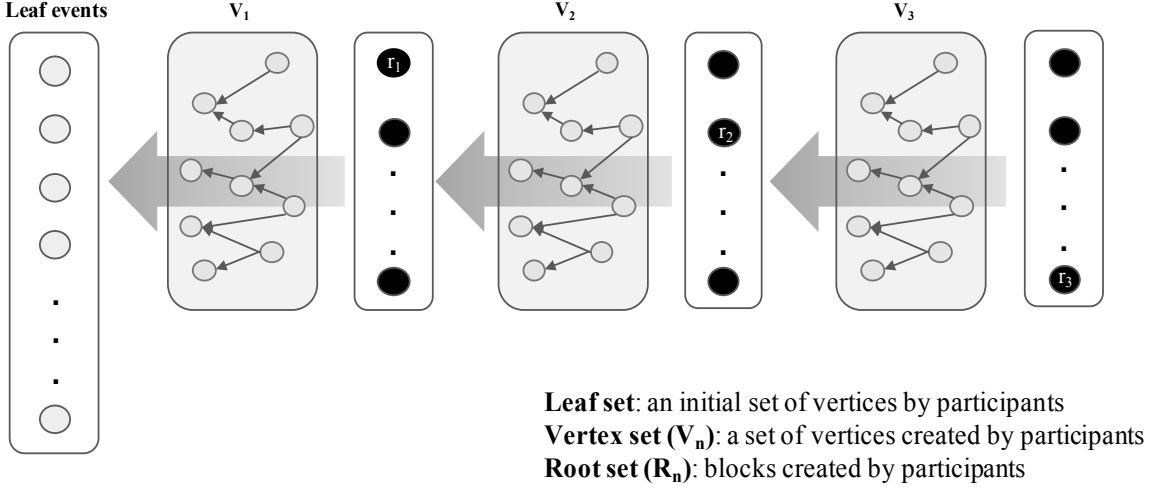 Leaf events
V1
V2
V3
r1
r2
r3
Leaf set: an initial set of vertices by participants
Vertex set (Vn): a set of vertices created by participants
Root set (Rn): blocks created by participants